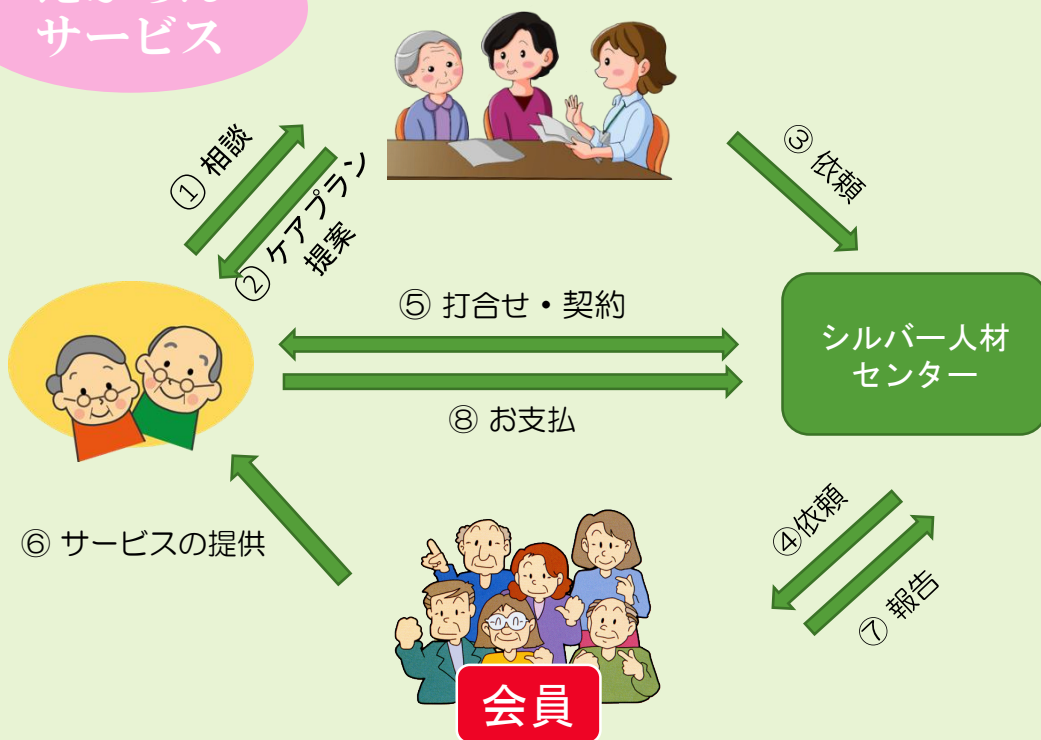 サービス
① 相談
② ケアプラン
提案
③ 依頼
⑤ 打合せ・契約
シルバー人材
センター
⑧ お支払
⑥ サービスの提供
④依頼
⑦ 報告
会員